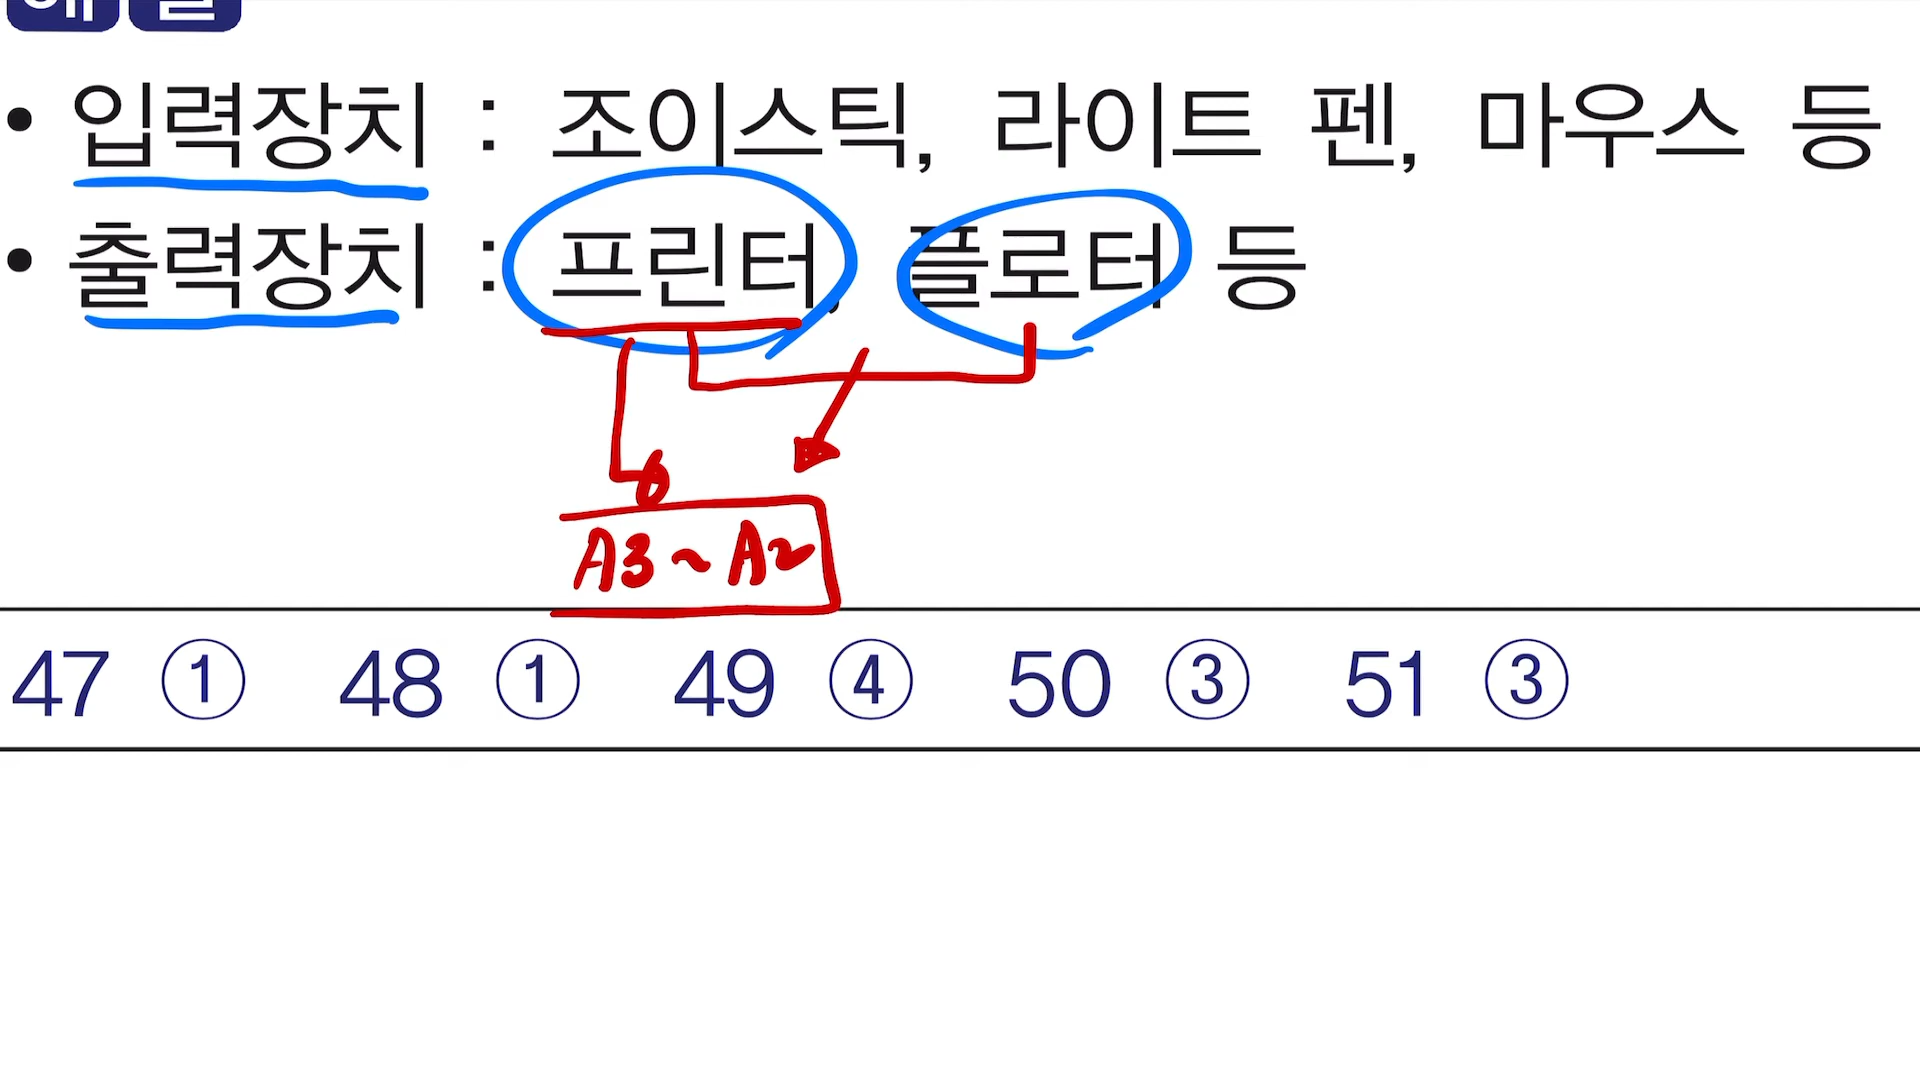 • 입력장치 : 조이스틱, 라이트 펜, 마우스 등
• 출력장치 : 프린터, 플로터 등
A3 ~ A2
47 ① 48 ① 49 ④ 50 ③ 51 ③